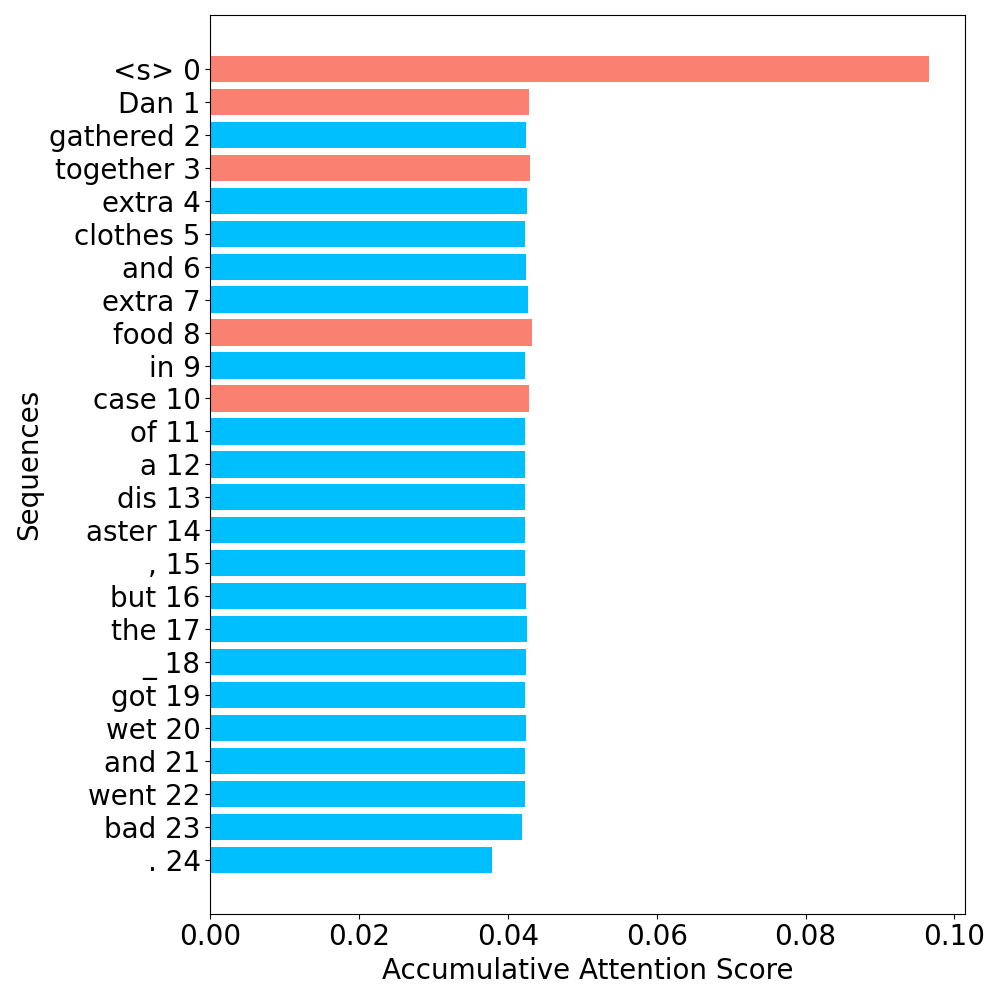 <s> 0
Dan 1
gathered 2
together 3
extra 4
clothes 5
and 6
extra 7
food 8
in 9
case 10
of 11
a 12
dis 13
aster 14
, 15
but 16
the 17
_ 18
got 19
wet 20
and 21
went 22
bad 23
. 24
Sequences
0.00 0.02 0.04 0.06 0.08 0.10
Accumulative Attention Score